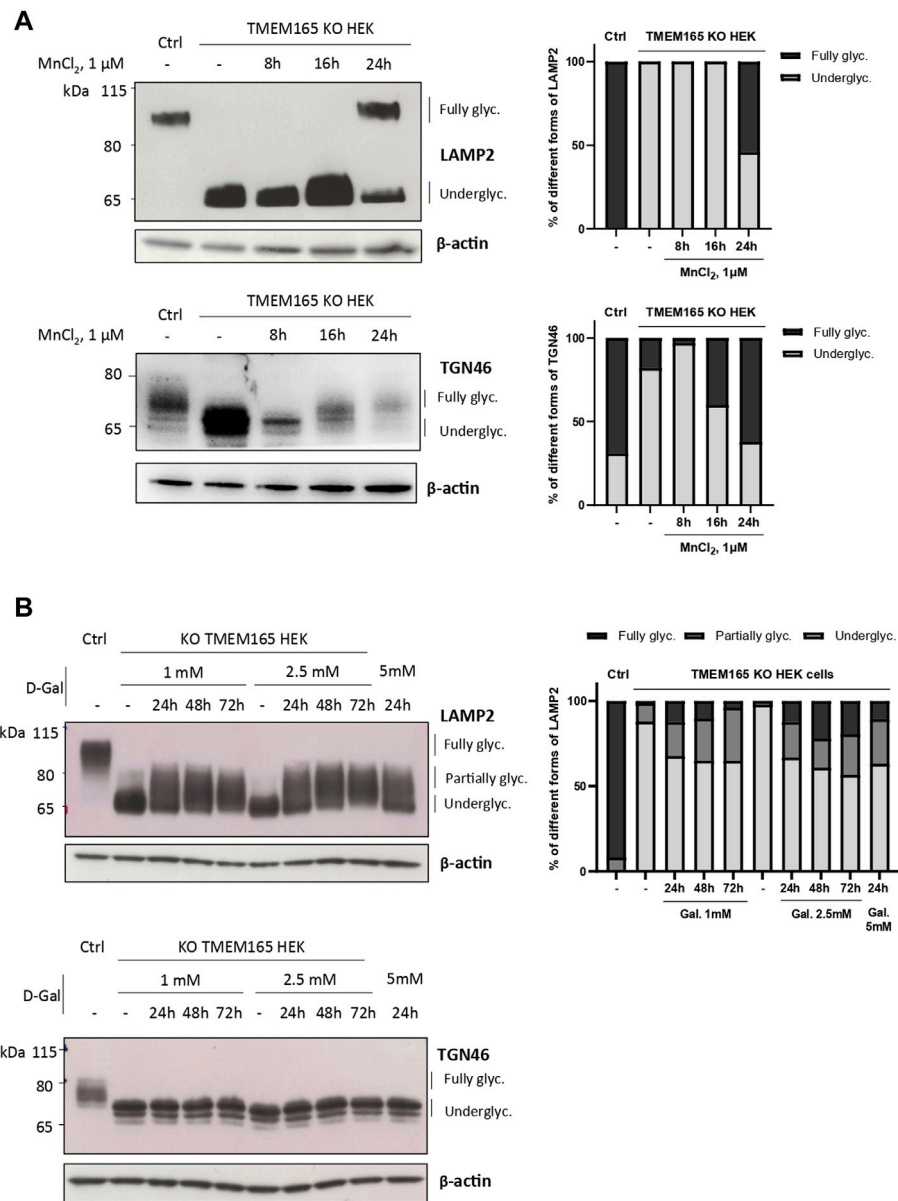 A
TMEM165 KO HEK
Ctrl
MnCl2, 1 µM - - 8h 16h 24h
kDa 115
80
65
Fully glyc.
LAMP2
Underglyc.
β-actin
Ctrl TMEM165 KO HEK
Fully glyc.
Underglyc.
% of different forms of LAMP2
100
50
0
- - 8h 16h 24h
MnCl2, 1µM
TMEM165 KO HEK
Ctrl
MnCl2, 1 µM - - 8h 16h 24h
80
65
TGN46
Fully glyc.
Underglyc.
β-actin
Ctrl TMEM165 KO HEK
Fully glyc.
Underglyc.
% of different forms of TGN46
100
50
0
- - 8h 16h 24h
MnCl2, 1µM
B
Ctrl KO TMEM165 HEK
1 mM 2.5 mM 5mM
D-Gal
- - 24h 48h 72h - 24h 48h 72h 24h
LAMP2
kDa 115
80
65
Fully glyc.
Partially glyc.
Underglyc.
β-actin
Fully glyc. Partially glyc. Underglyc.
Ctrl TMEM165 KO HEK cells
% of different forms of LAMP2
100
50
0
- - 24h 48h 72h - 24h 48h 72h 24h
Gal. 1mM Gal. 2.5mM Gal.
5mM
Ctrl KO TMEM165 HEK
1 mM 2.5 mM 5mM
D-Gal
- - 24h 48h 72h - 24h 48h 72h 24h
kDa 115
80
65
TGN46
Fully glyc.
Underglyc.
β-actin